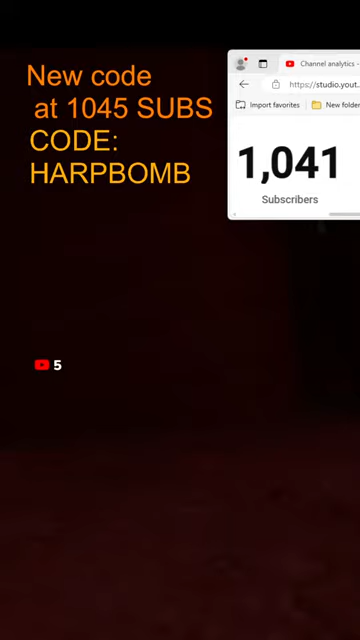 New code
at 1045 SUBS
CODE:
HARPBOMB
Channel analytics -
https://studio.yout
Import favorites
New folder
1,041
Subscribers
5